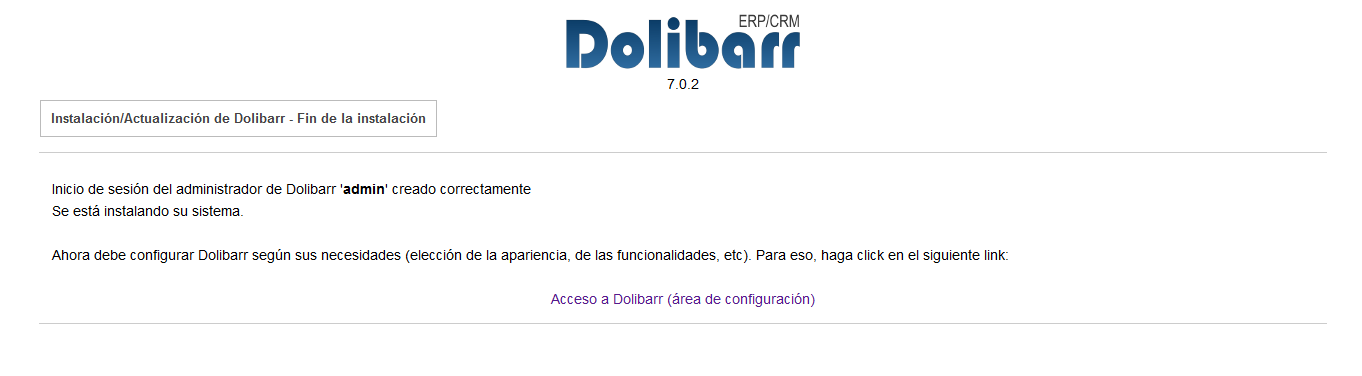 ERP/CRM
Dolibarr
7.0.2
Instalación/Actualización de Dolibarr - Fin de la instalación
Inicio de sesión del administrador de Dolibarr 'admin' creado correctamente
Se está instalando su sistema.
Ahora debe configurar Dolibarr según sus necesidades (elección de la apariencia, de las funcionalidades, etc). Para eso, haga click en el siguiente link:
Acceso a Dolibarr (área de configuración)